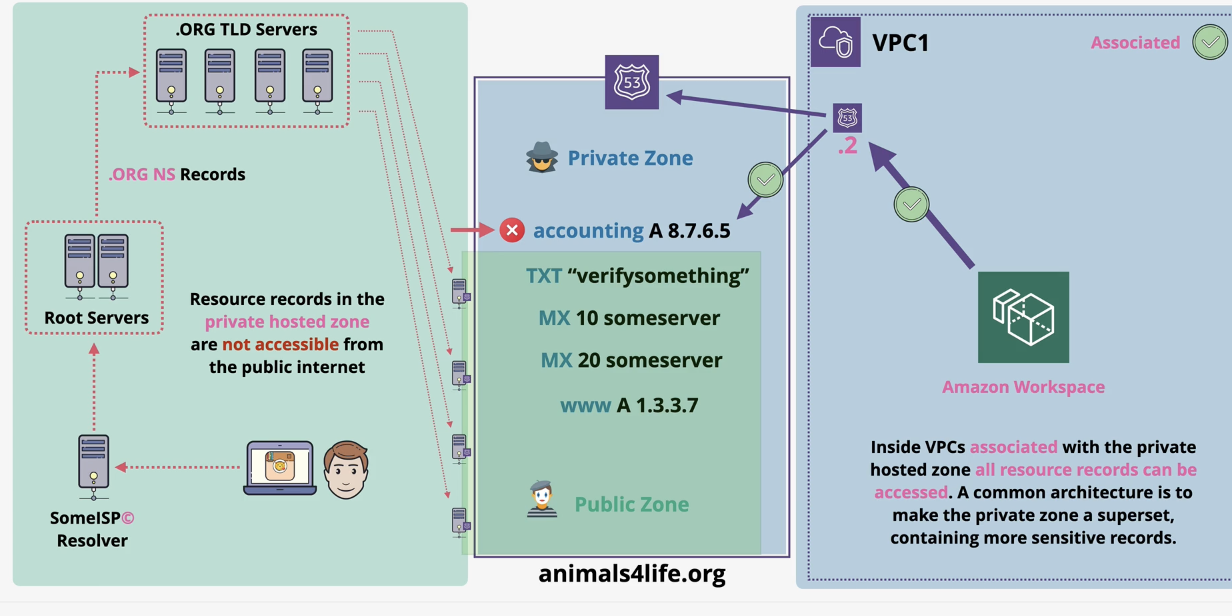 .ORG TLD Servers
.ORG NS Records
Root Servers
Resource records in the
private hosted zone
are not accessible from
the public internet
SomeISP©
Resolver
53
Private Zone
accounting A 8.7.6.5
TXT “verifysomething”
MX 10 someserver
MX 20 someserver
www A 1.3.3.7
Public Zone
animals4life.org
VPC1
Associated
53
.2
Amazon Workspace
Inside VPCs associated with the private
hosted zone all resource records can be
accessed. A common architecture is to
make the private zone a superset,
containing more sensitive records.